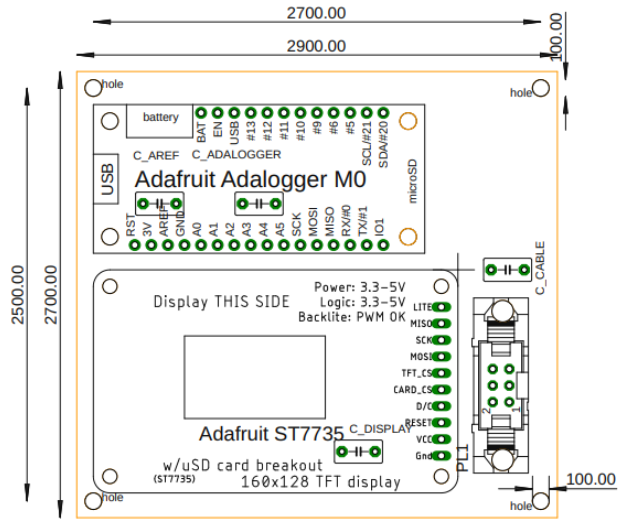 2700.00
2900.00
100.00
hole
hole
battery
BAT
EN
USB
#13
#12
#11
#10
#9
#6
#5
SCL/#21
SDA/#20
C_AREF
C_ADALOGGER
USB
Adafruit Adalogger M0
microSD
RST
3V
AREF
GND
A0
A1
A2
A3
A4
A5
SCK
MOSI
MISO
RX/#0
TX/#1
IO1
2500.00
2700.00
C_CABLE
Display THIS SIDE
Power: 3.3-5V
Logic: 3.3-5V
Backlite: PWM OK
LITE
MISO
SCK
MOSI
TFT_CS
CARD_CS
D/C
RESET
VCC
Gnd
2
1
PL1
Adafruit ST7735
C_DISPLAY
w/uSD card breakout
(ST7735)
160x128 TFT display
100.00
hole
hole